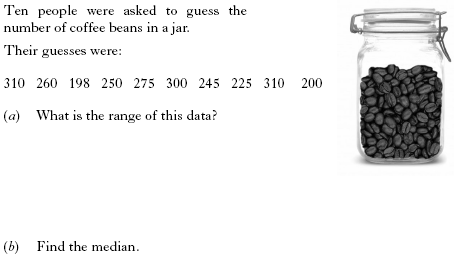 Ten people were asked to guess the
number of coffee beans in a jar.
Their guesses were:
310 260 198 250 275 300 245 225 310 200
(a) What is the range of this data?
(b) Find the median.